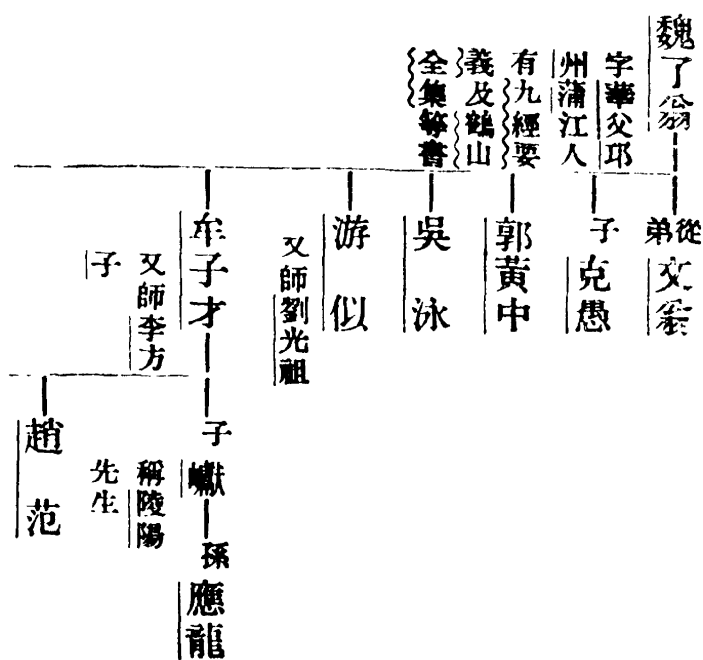 魏了翁
字華父邛
州蒲江人
有九經要
義及鶴山
全集等書
從弟文翁
子克愚
郭黃中
吳泳
游似
又師劉光祖
牟子才
又師李方
子
子
巘
稱陵陽
先生
孫
應龍
趙范